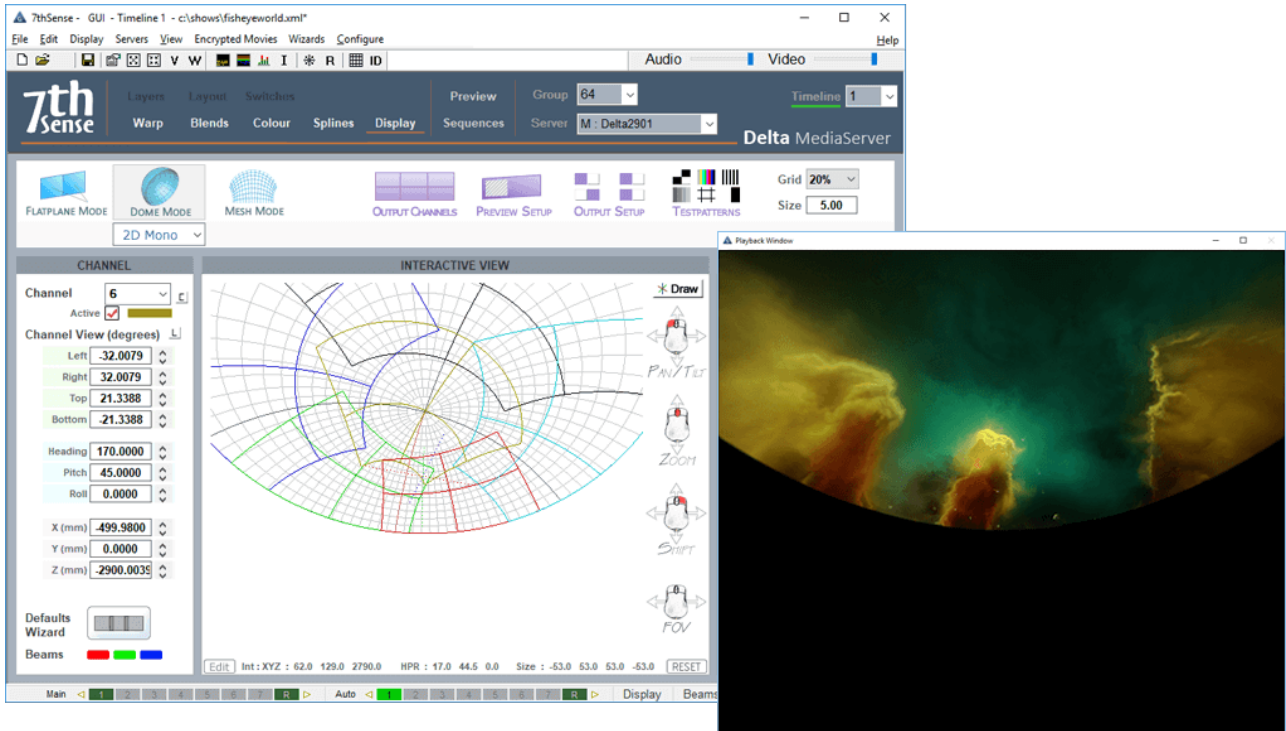 7thSense - GUI - Timeline 1 - c:\shows\fisheyeworld.xml*
File Edit Display Servers View Encrypted Movies Wizards Configure
Help
V W I R ID
Audio Video
7th Sense
Layers Layout Switches Preview Group 64 Timeline 1
Warp Blends Colour Splines Display Sequences Server M : Delta2901
Delta MediaServer
FLATPLANE MODE DOME MODE MESH MODE OUTPUT CHANNELS PREVIEW SETUP OUTPUT SETUP TESTPATTERNS
Grid 20%
Size 5.00
2D Mono
Playback Window
CHANNEL
INTERACTIVE VIEW
Channel 6 C
Active
Channel View (degrees) L
Left -32.0079
Right 32.0079
Top 21.3388
Bottom -21.3388
Heading 170.0000
Pitch 45.0000
Roll 0.0000
X (mm) -499.9800
Y (mm) 0.0000
Z (mm) -2900.0039
Defaults
Wizard
Beams
Draw
PAN/TILT
ZOOM
SHIFT
FOV
Edit Int : XYZ : 62.0 129.0 2790.0 HPR : 17.0 44.5 0.0 Size : -53.0 53.0 53.0 -53.0 RESET
Main 1 2 3 4 5 6 7 R Auto 1 2 3 4 5 6 7 R Display Beams